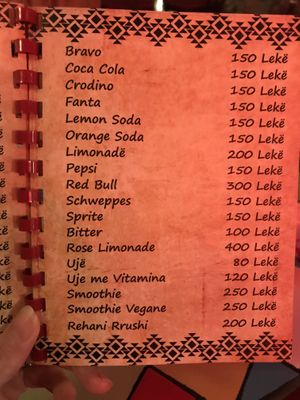 Bravo 150 Lekë
Coca Cola 150 Lekë
Crodino 150 Lekë
Fanta 150 Lekë
Lemon Soda 150 Lekë
Orange Soda 150 Lekë
Limonadë 200 Lekë
Pepsi 150 Lekë
Red Bull 300 Lekë
Schweppes 150 Lekë
Sprite 150 Lekë
Bitter 100 Lekë
Rose Limonade 400 Lekë
Ujë 80 Lekë
Uje me Vitamina 120 Lekë
Smoothie 250 Lekë
Smoothie Vegane 250 Lekë
Rehani Rrushi 200 Lekë